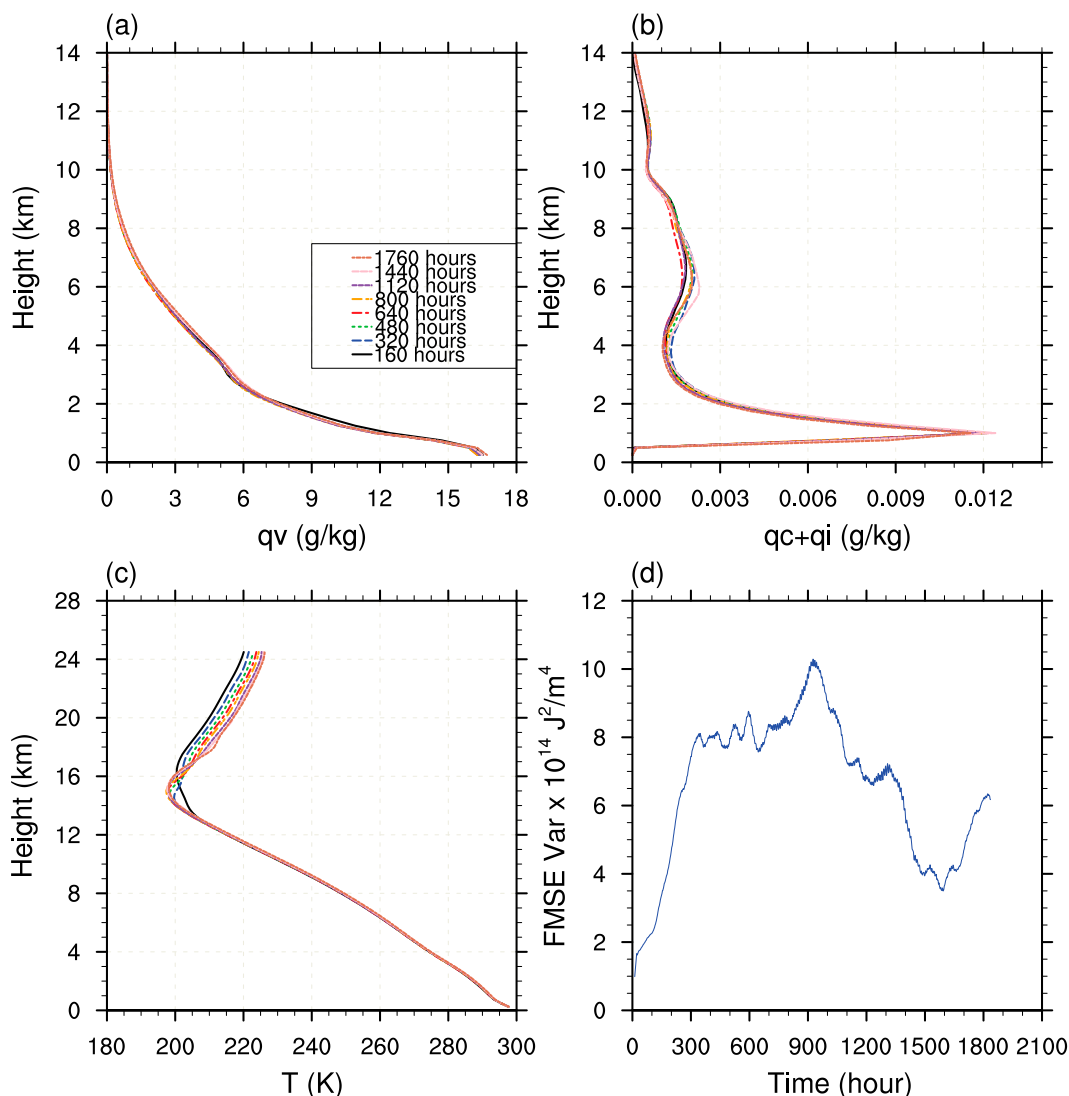 (a)
14
12
10
8
6
4
2
0
Height (km)
0 3 6 9 12 15 18
qv (g/kg)
1760 hours
1440 hours
1120 hours
800 hours
640 hours
480 hours
320 hours
160 hours
(b)
14
12
10
8
6
4
2
0
Height (km)
0.000 0.003 0.006 0.009 0.012
qc+qi (g/kg)
(c)
28
24
20
16
12
8
4
0
Height (km)
180 200 220 240 260 280 300
T (K)
(d)
12
10
8
6
4
2
0
FMSE Var x 10^14 J^2/m^4
0 300 600 900 1200 1500 1800 2100
Time (hour)